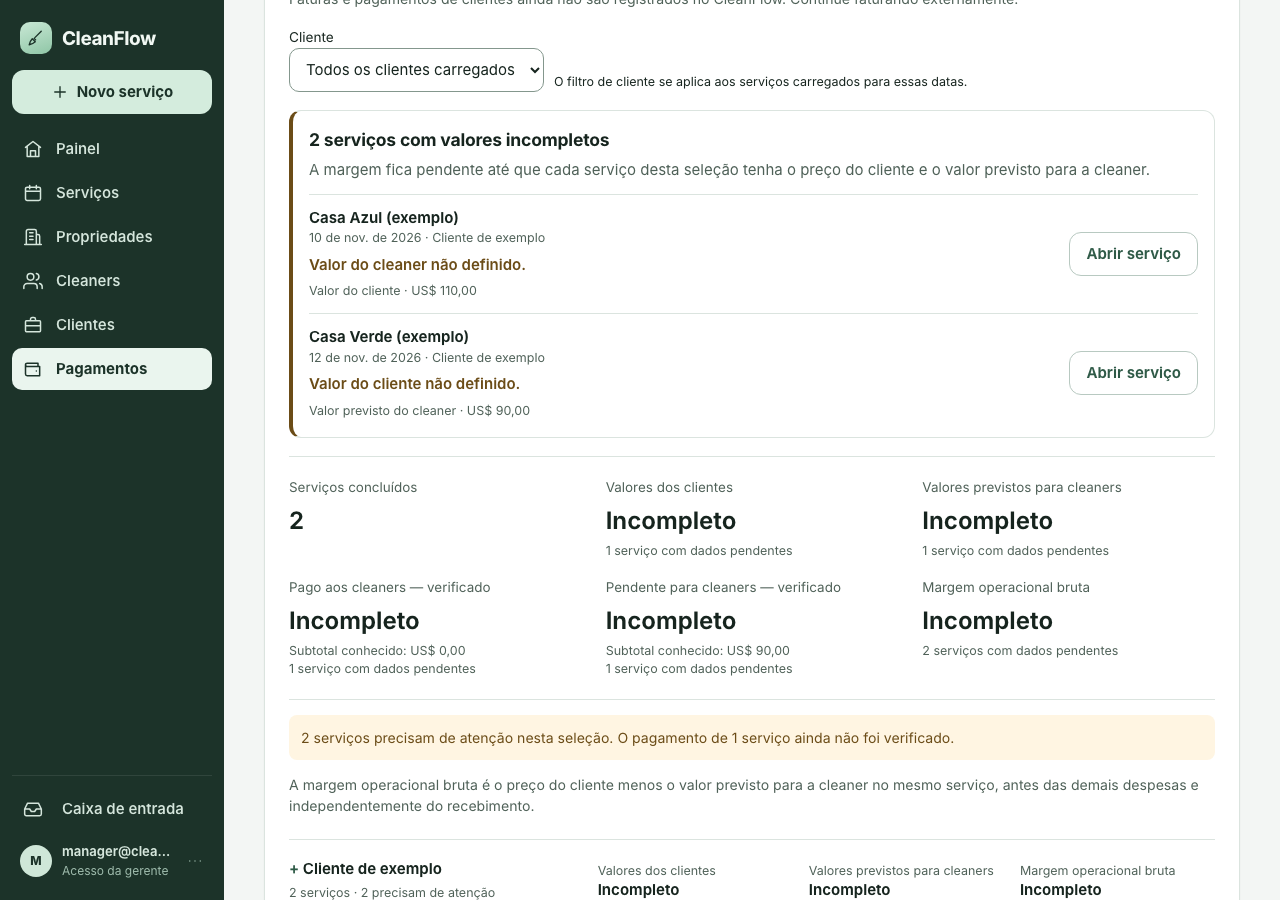 CleanFlow
+ Novo serviço
Painel
Serviços
Propriedades
Cleaners
Clientes
Pagamentos
Caixa de entrada
M
manager@clea...
Acesso da gerente
...
Faturas e pagamentos de clientes ainda não são registrados no CleanFlow. Continue faturando externamente.
Cliente
Todos os clientes carregados
O filtro de cliente se aplica aos serviços carregados para essas datas.
2 serviços com valores incompletos
A margem fica pendente até que cada serviço desta seleção tenha o preço do cliente e o valor previsto para a cleaner.
Casa Azul (exemplo)
10 de nov. de 2026 · Cliente de exemplo
Valor do cleaner não definido.
Valor do cliente · US$ 110,00
Abrir serviço
Casa Verde (exemplo)
12 de nov. de 2026 · Cliente de exemplo
Valor do cliente não definido.
Valor previsto do cleaner · US$ 90,00
Abrir serviço
Serviços concluídos
2
Valores dos clientes
Incompleto
1 serviço com dados pendentes
Valores previstos para cleaners
Incompleto
1 serviço com dados pendentes
Pago aos cleaners — verificado
Incompleto
Subtotal conhecido: US$ 0,00
1 serviço com dados pendentes
Pendente para cleaners — verificado
Incompleto
Subtotal conhecido: US$ 90,00
1 serviço com dados pendentes
Margem operacional bruta
Incompleto
2 serviços com dados pendentes
2 serviços precisam de atenção nesta seleção. O pagamento de 1 serviço ainda não foi verificado.
A margem operacional bruta é o preço do cliente menos o valor previsto para a cleaner no mesmo serviço, antes das demais despesas e
independentemente do recebimento.
+ Cliente de exemplo
2 serviços · 2 precisam de atenção
Valores dos clientes
Incompleto
Valores previstos para cleaners
Incompleto
Margem operacional bruta
Incompleto